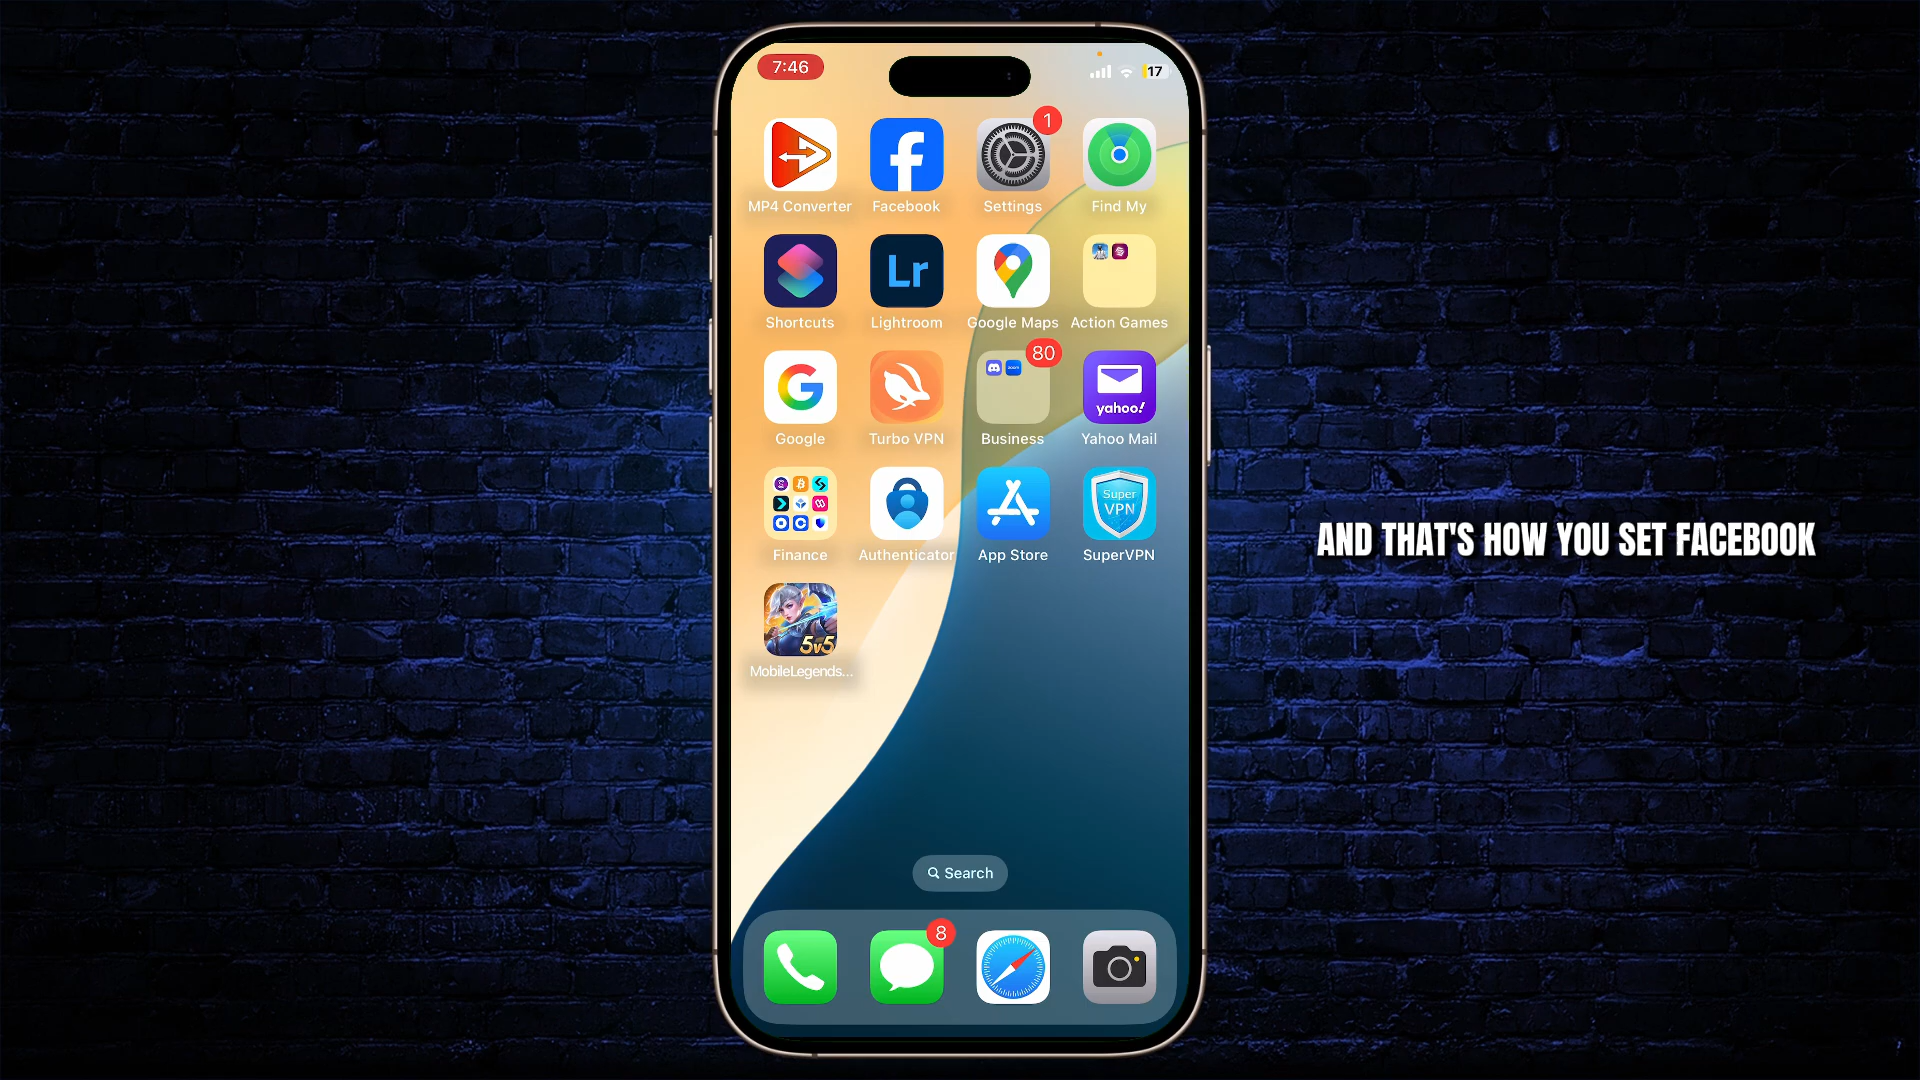 7:46
17
1
MP4 Converter
Facebook
Settings
Find My
Lr
Shortcuts
Lightroom
Google Maps
Action Games
80
zoom
yahoo!
Google
Turbo VPN
Business
Yahoo Mail
Super
VPN
Finance
Authenticator
App Store
SuperVPN
AND THAT'S HOW YOU SET FACEBOOK
5v5
MobileLegends...
Search
8